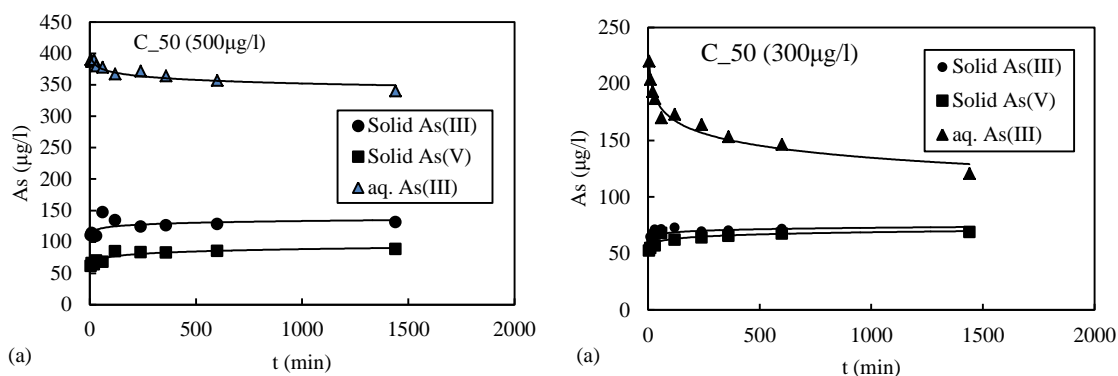 C_50 (500µg/l)
450
400
350
300
250
200
150
100
50
0
As (µg/l)
Solid As(III)
Solid As(V)
aq. As(III)
0
500
1000
1500
2000
t (min)
(a)
C_50 (300µg/l)
250
200
150
100
50
0
As (µg/l)
Solid As(III)
Solid As(V)
aq. As(III)
0
500
1000
1500
2000
t (min)
(a)